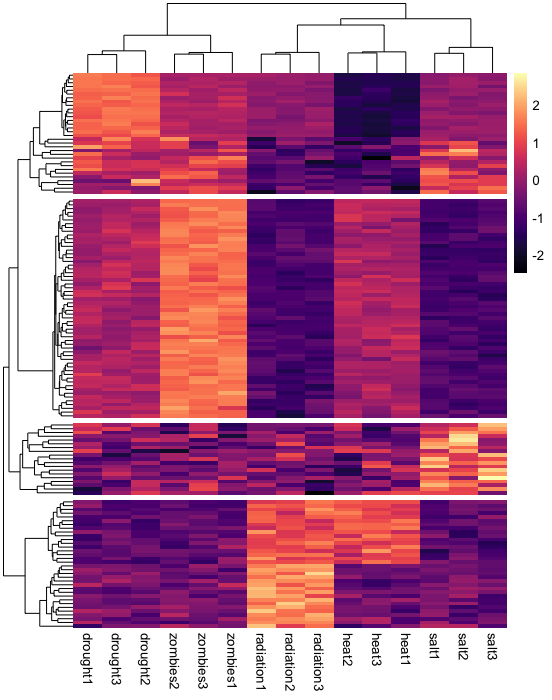 2
1
0
-1
-2
drought1
drought3
drought2
zombies2
zombies3
zombies1
radiation1
radiation2
radiation3
heat2
heat3
heat1
salt1
salt2
salt3